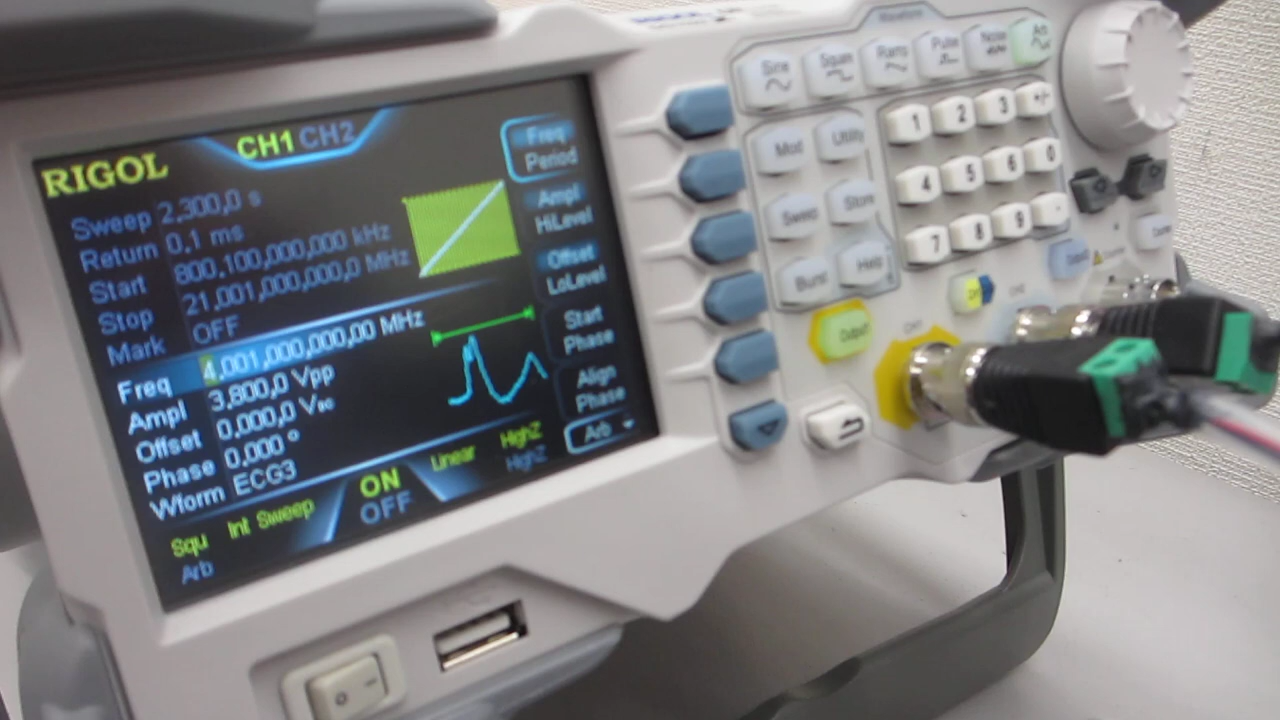 RIGOL
CH1 CH2
Sweep 2.300,0 s
Return 0.1 ms
Start 800.100,000,000 kHz
Stop 21.001,000,000,0 MHz
Mark OFF
Freq 4.001,000,000,00 MHz
Ampl 3.800,0 Vpp
Offset 0.000,0 VDC
Phase 0.000 °
Wform ECG3
Squ Int Sweep ON Linear HighZ
Arb OFF HighZ
Freq
Period
Ampl
HiLevel
Offset
LoLevel
Start
Phase
Align
Phase
Arb
Sine Ramp Pulse Noise Arb
Mod Utility
Sweep Store
Burst Help
1 2 3 +/-
4 5 6 0
7 8 9 .
Output
CH1